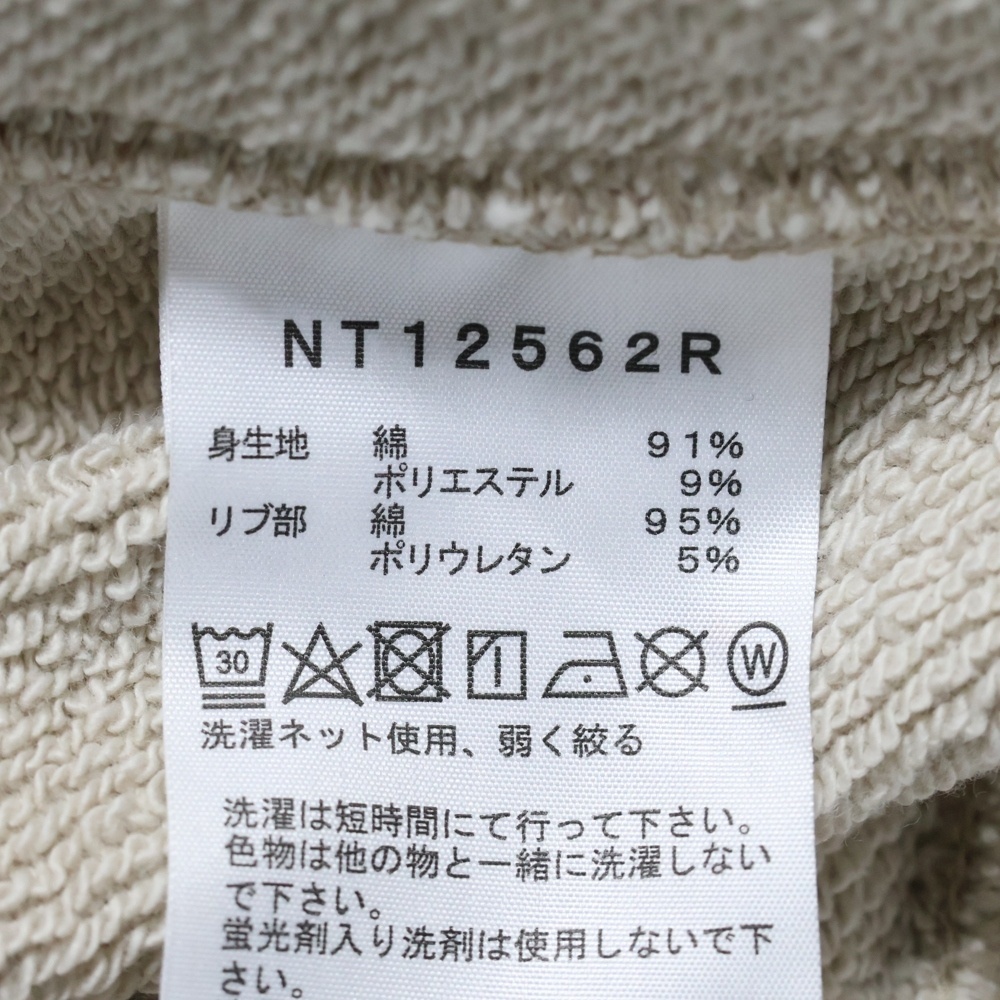 NT12562R
身生地 綿 91%
ポリエステル 9%
リブ部 綿 95%
ポリウレタン 5%
30 W
洗濯ネット使用、弱く絞る
洗濯は短時間にて行って下さい。
色物は他の物と一緒に洗濯しない
で下さい。
蛍光剤入り洗剤は使用しないで下
さい。